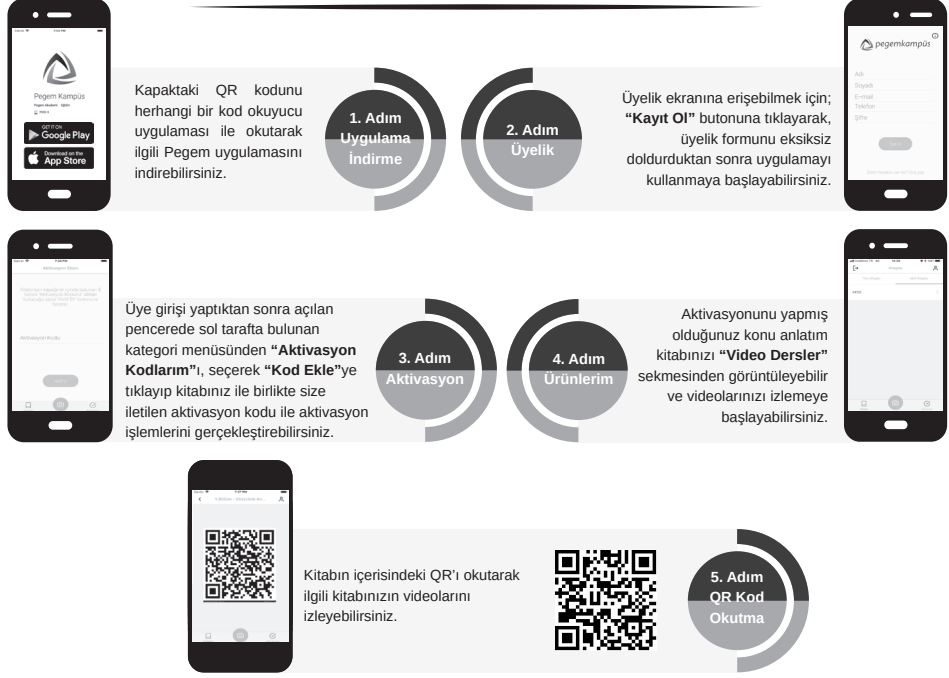 Pegem Kampüs
GET IT ON
Google Play
Download on the
App Store
Kapaktaki QR kodunu
herhangi bir kod okuyucu
uygulaması ile okutarak
ilgili Pegem uygulamasını
indirebilirsiniz.
1. Adım
Uygulama
İndirme
2. Adım
Üyelik
Üyelik ekranına erişebilmek için;
“Kayıt Ol” butonuna tıklayarak,
üyelik formunu eksiksiz
doldurduktan sonra uygulamayı
kullanmaya başlayabilirsiniz.
pegemkampüs
Adı
Soyadı
E-mail
Telefon
Şifre
Aktivasyon Kodu
Üye girişi yaptıktan sonra açılan
pencerede sol tarafta bulunan
kategori menüsünden “Aktivasyon
Kodlarım”ı, seçerek “Kod Ekle”ye
tıklayıp kitabınız ile birlikte size
iletilen aktivasyon kodu ile aktivasyon
işlemlerini gerçekleştirebilirsiniz.
3. Adım
Aktivasyon
4. Adım
Ürünlerim
Aktivasyonunu yapmış
olduğunuz konu anlatım
kitabınızı “Video Dersler”
sekmesinden görüntüleyebilir
ve videolarınızı izlemeye
başlayabilirsiniz.
Kitabın içerisindeki QR’ı okutarak
ilgili kitabınızın videolarını
izleyebilirsiniz.
5. Adım
QR Kod
Okutma